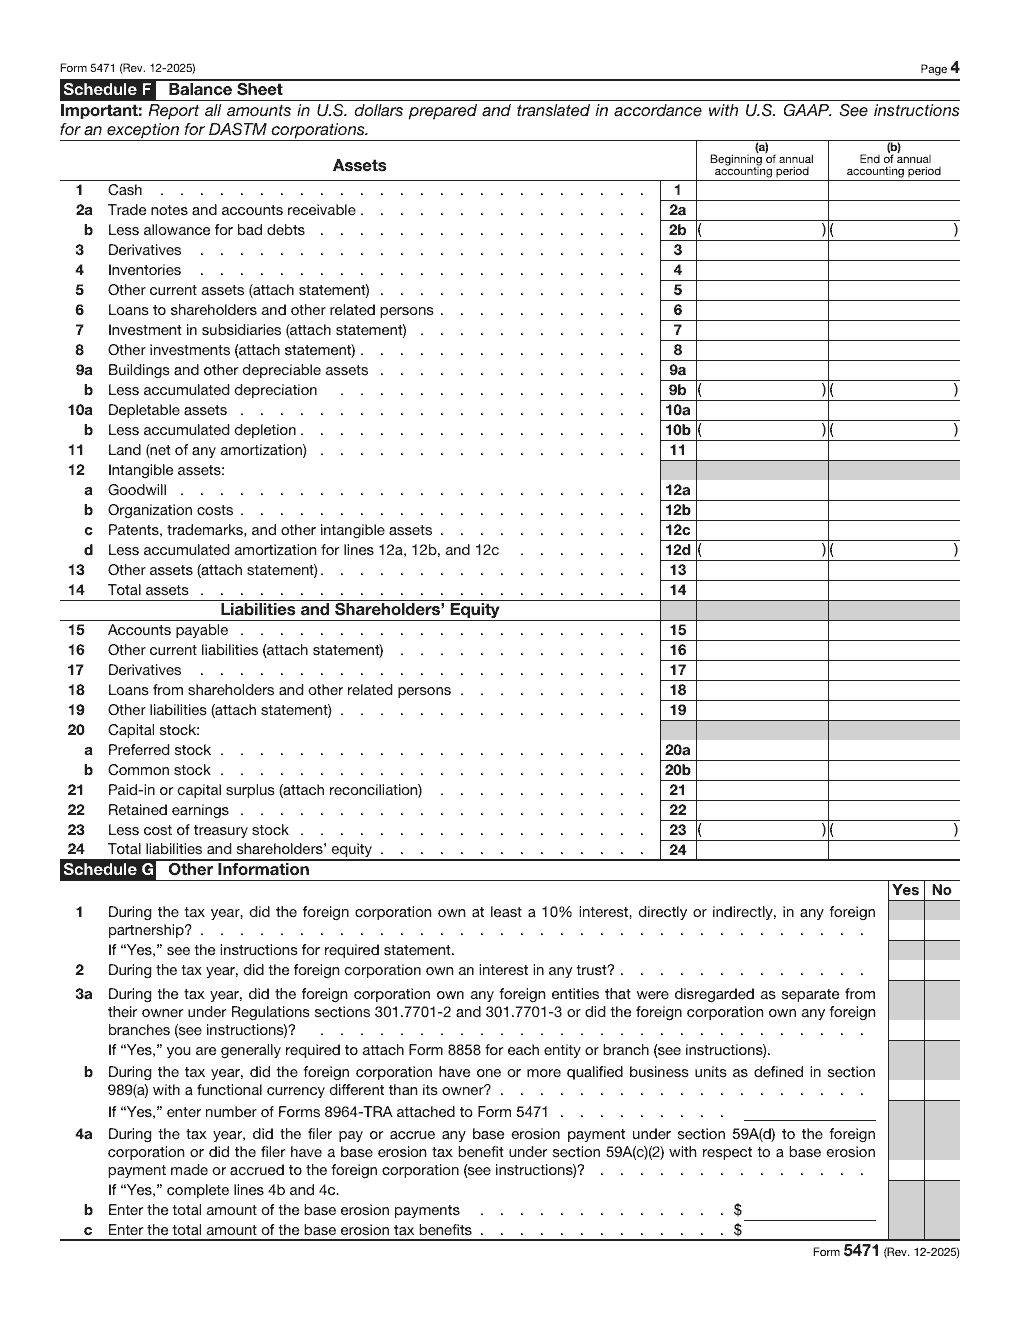 Form 5471 (Rev. 12-2025) Page 4
Schedule F Balance Sheet
Important: Report all amounts in U.S. dollars prepared and translated in accordance with U.S. GAAP. See instructions
for an exception for DASTM corporations.
Assets
(a)
Beginning of annual
accounting period
(b)
End of annual
accounting period
1 Cash . . . . . . . . . . . . . . . . . . . . . . . . . 1
2a Trade notes and accounts receivable . . . . . . . . . . . . . . . 2a
b Less allowance for bad debts . . . . . . . . . . . . . . . . . 2b ( ) ( )
3 Derivatives . . . . . . . . . . . . . . . . . . . . . . . 3
4 Inventories . . . . . . . . . . . . . . . . . . . . . . . 4
5 Other current assets (attach statement) . . . . . . . . . . . . . . 5
6 Loans to shareholders and other related persons . . . . . . . . . . . 6
7 Investment in subsidiaries (attach statement) . . . . . . . . . . . . 7
8 Other investments (attach statement) . . . . . . . . . . . . . . . 8
9a Buildings and other depreciable assets . . . . . . . . . . . . . . 9a
b Less accumulated depreciation . . . . . . . . . . . . . . . . 9b ( ) ( )
10a Depletable assets . . . . . . . . . . . . . . . . . . . . . 10a
b Less accumulated depletion . . . . . . . . . . . . . . . . . . 10b ( ) ( )
11 Land (net of any amortization) . . . . . . . . . . . . . . . . . 11
12 Intangible assets:
a Goodwill . . . . . . . . . . . . . . . . . . . . . . . . 12a
b Organization costs . . . . . . . . . . . . . . . . . . . . . 12b
c Patents, trademarks, and other intangible assets . . . . . . . . . . . 12c
d Less accumulated amortization for lines 12a, 12b, and 12c . . . . . . . 12d ( ) ( )
13 Other assets (attach statement) . . . . . . . . . . . . . . . . . 13
14 Total assets . . . . . . . . . . . . . . . . . . . . . . . 14
Liabilities and Shareholders’ Equity
15 Accounts payable . . . . . . . . . . . . . . . . . . . . . 15
16 Other current liabilities (attach statement) . . . . . . . . . . . . . 16
17 Derivatives . . . . . . . . . . . . . . . . . . . . . . . 17
18 Loans from shareholders and other related persons . . . . . . . . . . 18
19 Other liabilities (attach statement) . . . . . . . . . . . . . . . . 19
20 Capital stock:
a Preferred stock . . . . . . . . . . . . . . . . . . . . . . 20a
b Common stock . . . . . . . . . . . . . . . . . . . . . . 20b
21 Paid-in or capital surplus (attach reconciliation) . . . . . . . . . . . 21
22 Retained earnings . . . . . . . . . . . . . . . . . . . . . 22
23 Less cost of treasury stock . . . . . . . . . . . . . . . . . . 23 ( ) ( )
24 Total liabilities and shareholders’ equity . . . . . . . . . . . . . . 24
Schedule G Other Information
Yes No
1 During the tax year, did the foreign corporation own at least a 10% interest, directly or indirectly, in any foreign
partnership? . . . . . . . . . . . . . . . . . . . . . . . . . . . . . . . . . .
If “Yes,” see the instructions for required statement.
2 During the tax year, did the foreign corporation own an interest in any trust? . . . . . . . . . . . . .
3a During the tax year, did the foreign corporation own any foreign entities that were disregarded as separate from
their owner under Regulations sections 301.7701-2 and 301.7701-3 or did the foreign corporation own any foreign
branches (see instructions)? . . . . . . . . . . . . . . . . . . . . . . . . . . . .
If “Yes,” you are generally required to attach Form 8858 for each entity or branch (see instructions).
b During the tax year, did the foreign corporation have one or more qualified business units as defined in section
989(a) with a functional currency different than its owner? . . . . . . . . . . . . . . . . . . .
If “Yes,” enter number of Forms 8964-TRA attached to Form 5471 . . . . . . . . .
4a During the tax year, did the filer pay or accrue any base erosion payment under section 59A(d) to the foreign
corporation or did the filer have a base erosion tax benefit under section 59A(c)(2) with respect to a base erosion
payment made or accrued to the foreign corporation (see instructions)? . . . . . . . . . . . . . .
If “Yes,” complete lines 4b and 4c.
b Enter the total amount of the base erosion payments . . . . . . . . . . . . . $
c Enter the total amount of the base erosion tax benefits . . . . . . . . . . . . . $
Form 5471 (Rev. 12-2025)